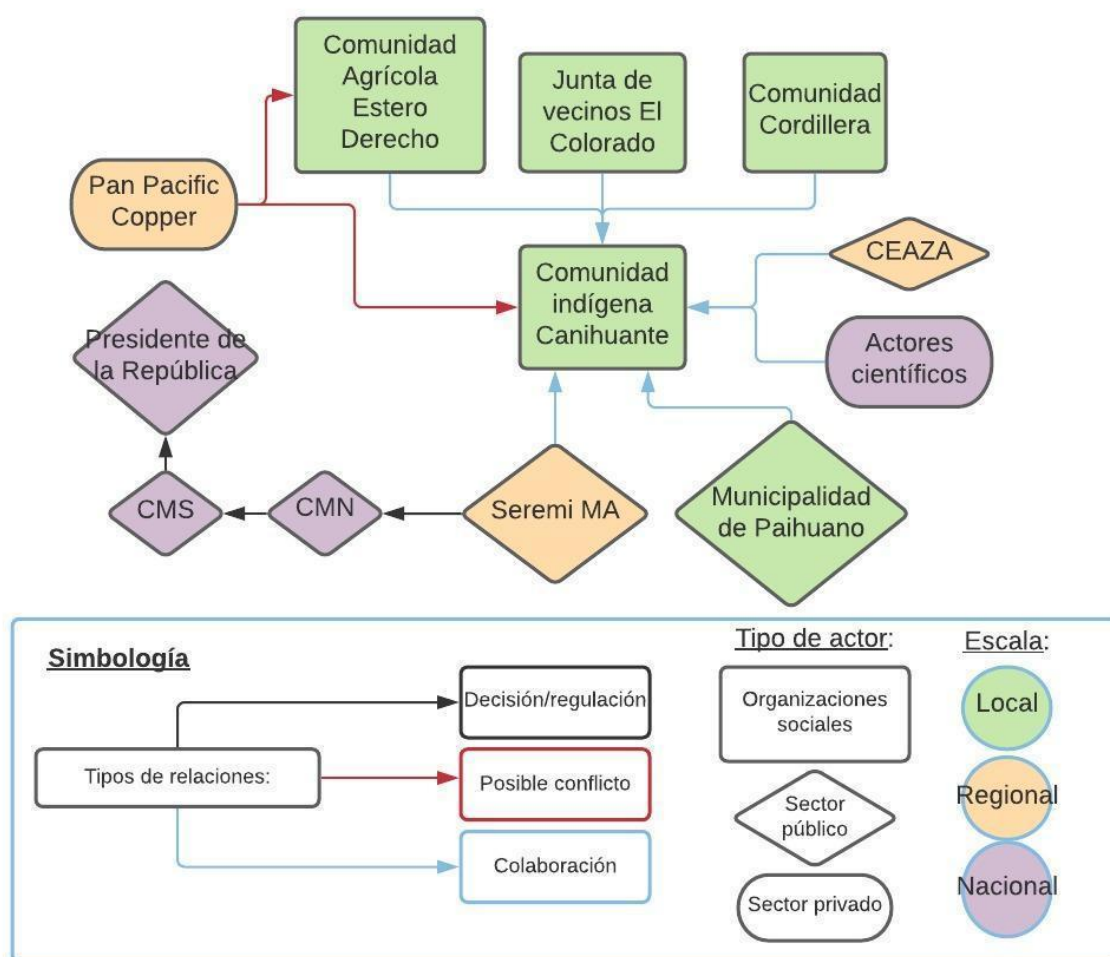 Comunidad
Agrícola
Estero
Derecho
Junta de
vecinos El
Colorado
Comunidad
Cordillera
Pan Pacific
Copper
Comunidad
indígena
Canihuante
CEAZA
Actores
científicos
Presidente de
la República
CMS
CMN
Seremi MA
Municipalidad
de Paihuano
Simbología
Tipos de relaciones:
Decisión/regulación
Posible conflicto
Colaboración
Tipo de actor:
Organizaciones
sociales
Sector
público
Sector privado
Escala:
Local
Regional
Nacional